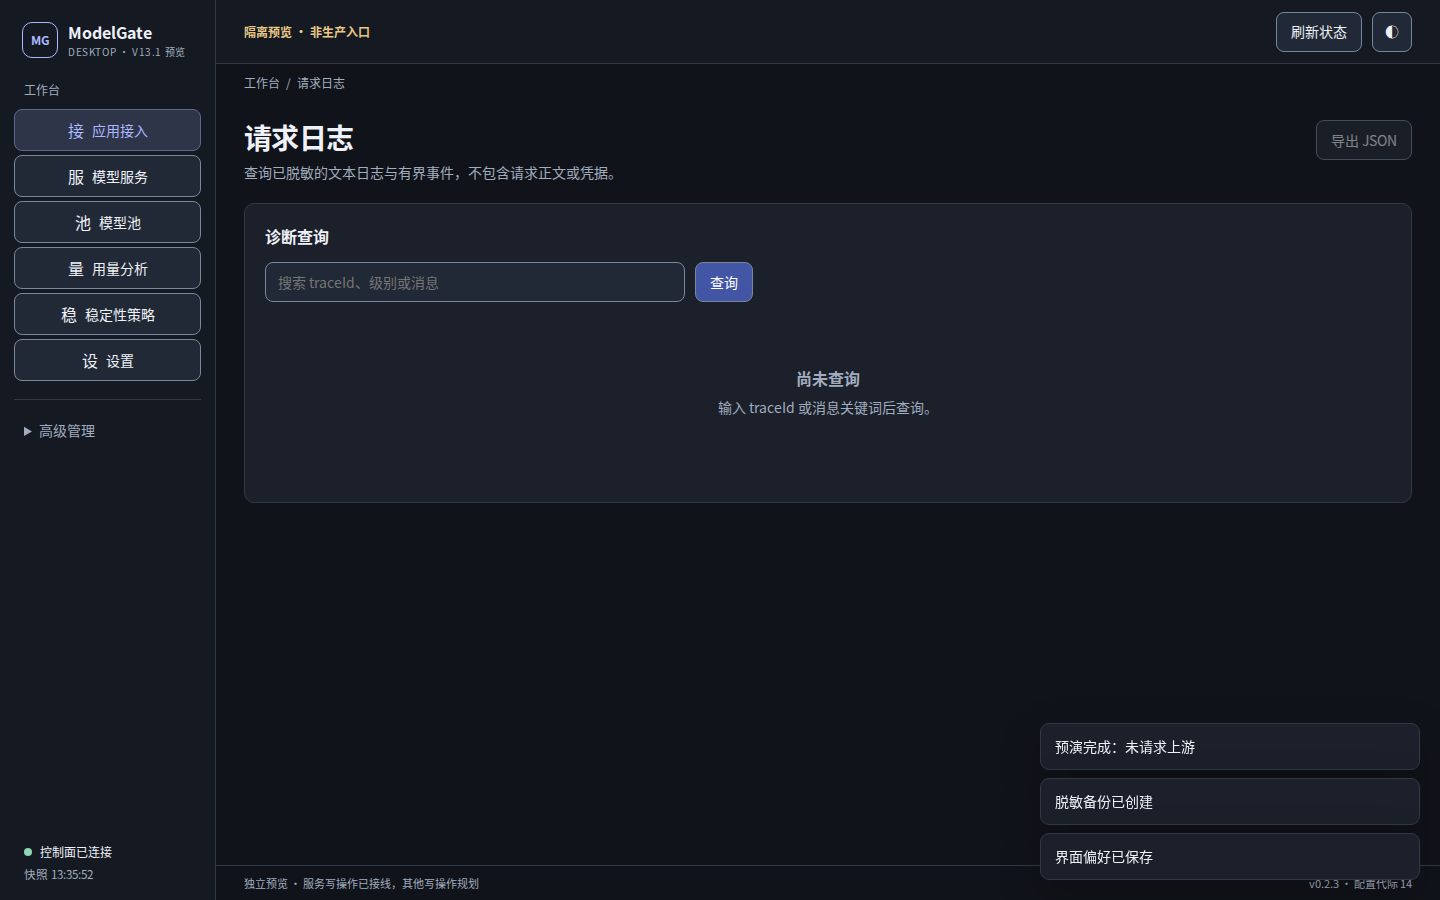 MG
ModelGate
DESKTOP · V13.1 预览
工作台
接 应用接入
服 模型服务
池 模型池
量 用量分析
稳 稳定性策略
设 设置
▶ 高级管理
控制面已连接
快照 13:35:52
隔离预览 · 非生产入口
刷新状态
工作台 / 请求日志
请求日志
导出 JSON
查询已脱敏的文本日志与有界事件，不包含请求正文或凭据。
诊断查询
搜索 traceId、级别或消息
查询
尚未查询
输入 traceId 或消息关键词后查询。
预演完成：未请求上游
脱敏备份已创建
界面偏好已保存
独立预览 · 服务写操作已接线，其他写操作规划
v0.2.3 · 配置代际 14